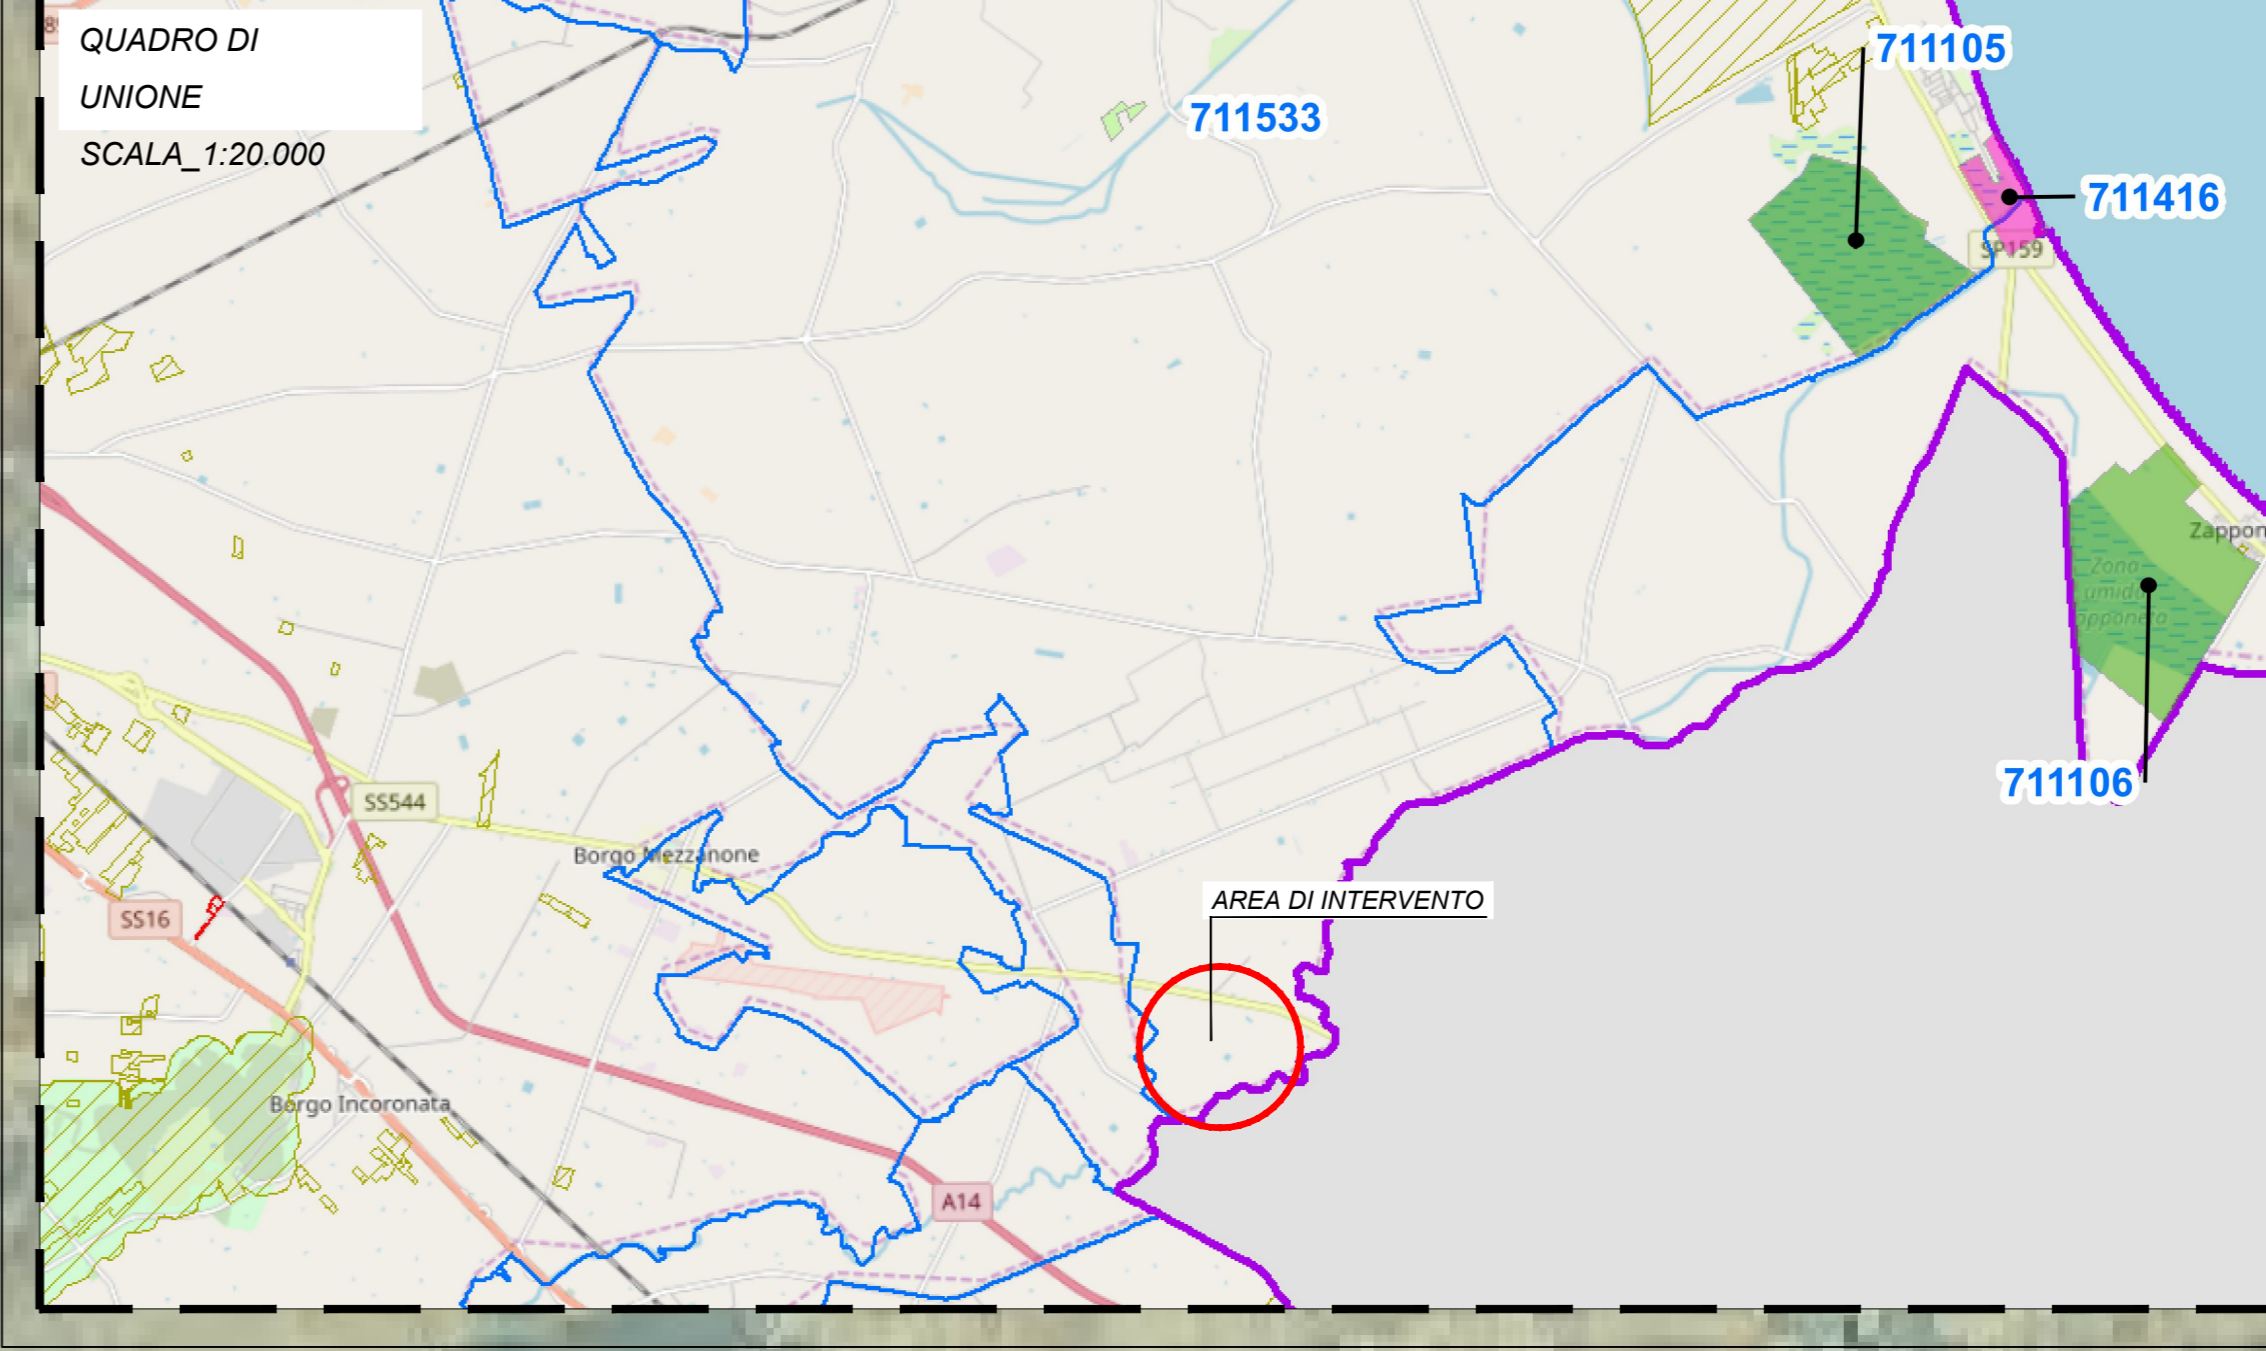 QUADRO DI
UNIONE
SCALA_1:20.000
711105
711533
711416
SP159
Zappon
Zona
umida
711106
SS544
Borgo Mezzanone
AREA DI INTERVENTO
SS16
Borgo Incoronata
A14